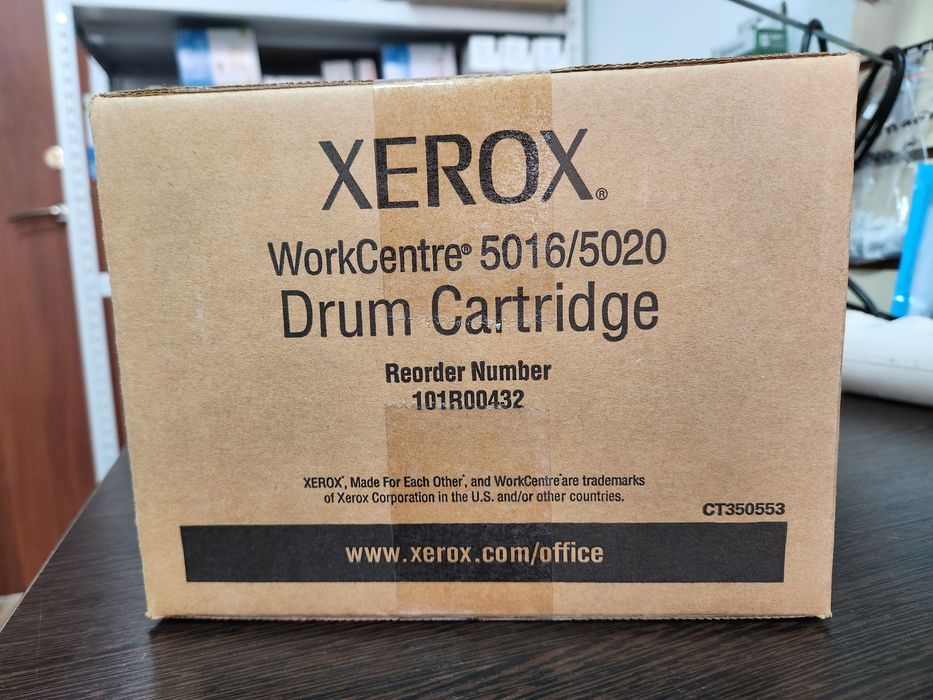 XEROX®
WorkCentre® 5016/5020
Drum Cartridge
Reorder Number
101R00432
XEROX®, Made For Each Other®, and WorkCentre® are trademarks
of Xerox Corporation in the U.S. and/or other countries.
CT350553
www.xerox.com/office